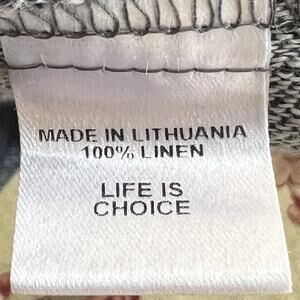 MADE IN LITHUANIA
100% LINEN
LIFE IS
CHOICE